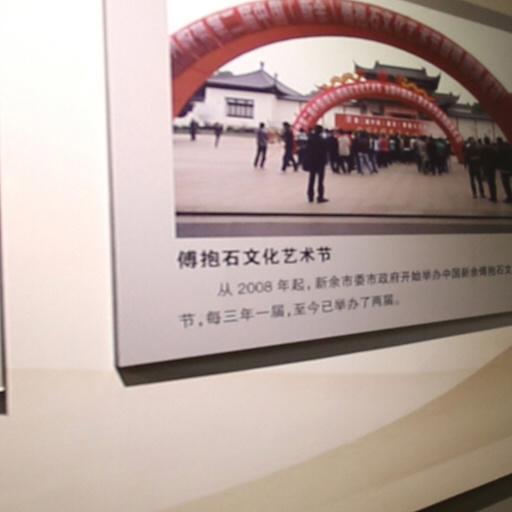 傅抱石文化艺术节
从 2008 年起，新余市委市政府开始举办中国新余傅抱石文
节，每三年一届，至今已举办了两届。